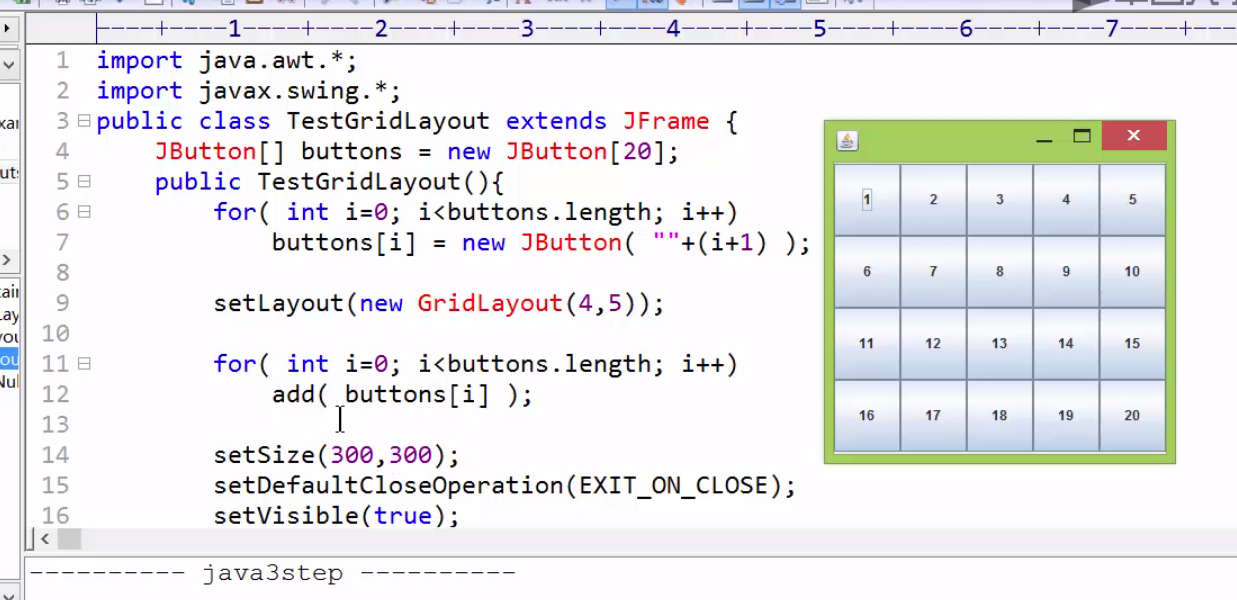 ----+----1----+----2----+----3----+----4----+----5----+----6----+----7----+---
1 import java.awt.*;
2 import javax.swing.*;
3 public class TestGridLayout extends JFrame {
4 JButton[] buttons = new JButton[20];
5 public TestGridLayout(){
6 for( int i=0; i<buttons.length; i++)
7 buttons[i] = new JButton( ""+(i+1) );
8
9 setLayout(new GridLayout(4,5));
10
11 for( int i=0; i<buttons.length; i++)
12 add( buttons[i] );
13
14 setSize(300,300);
15 setDefaultCloseOperation(EXIT_ON_CLOSE);
16 setVisible(true);
---------- java3step ----------
1 2 3 4 5
6 7 8 9 10
11 12 13 14 15
16 17 18 19 20